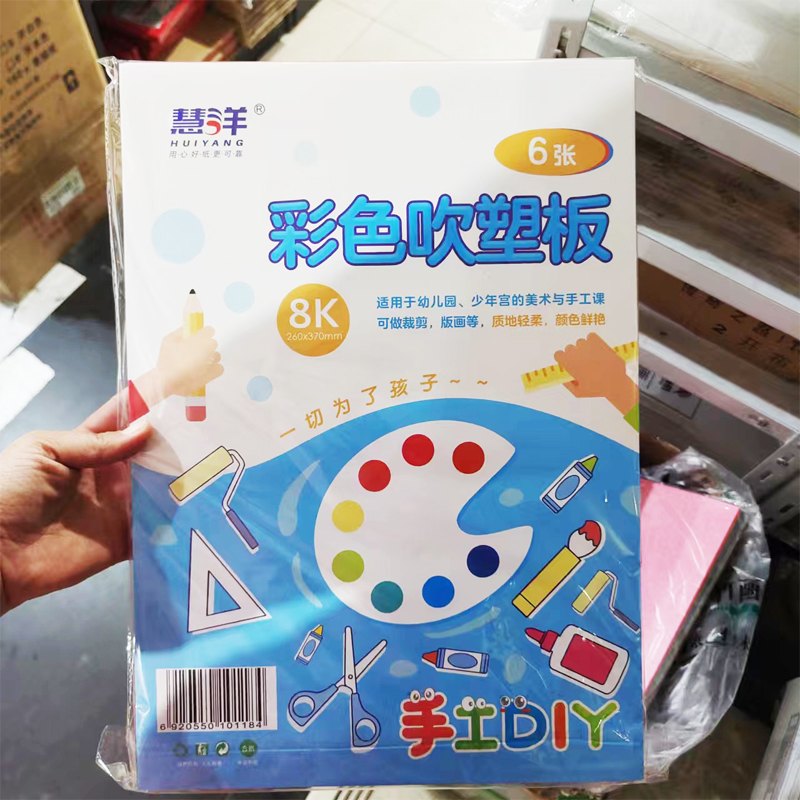 慧洋®
HUIYANG
用心好纸更可靠
6张
彩色吹塑板
8K
260x370mm
适用于幼儿园、少年宫的美术与手工课
可做裁剪，版画等，质地轻柔，颜色鲜艳
一切为了孩子~~
手工DIY
6 920550 101184